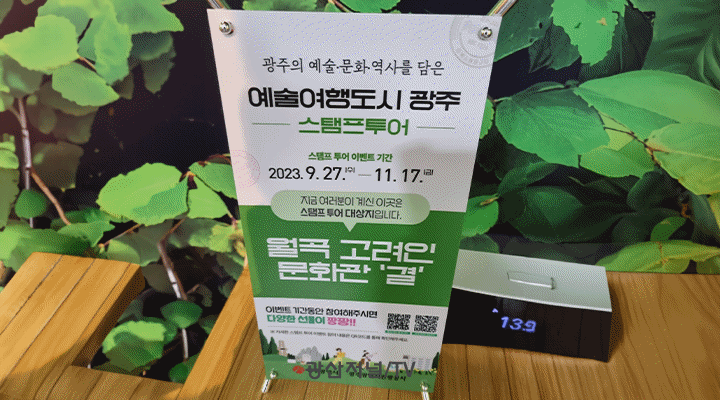 광주의 예술·문화·역사를 담은
예술여행도시 광주
스탬프투어
스탬프 투어 이벤트 기간
2023. 9. 27.(수) — 11. 17.(금)
지금 여러분이 계신 이곳은
스탬프 투어 대상지입니다.
월곡 고려인
문화관 '결'
이벤트 기간동안 참여해주시면
다양한 선물이 팡팡!!
139
광산저널/TV